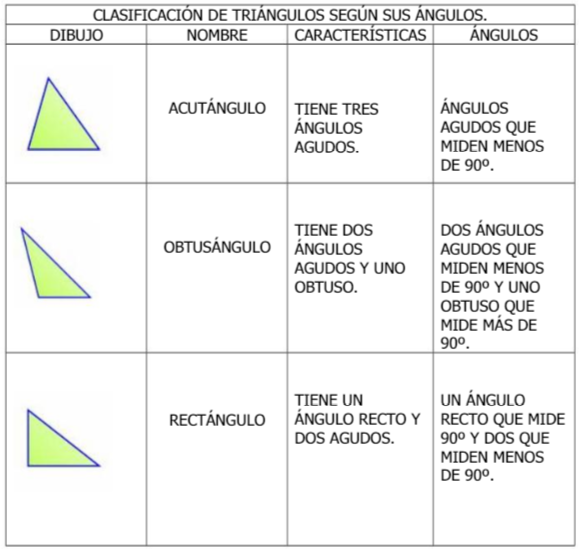 CLASIFICACIÓN DE TRIÁNGULOS SEGÚN SUS ÁNGULOS.
DIBUJO NOMBRE CARACTERÍSTICAS ÁNGULOS
ACUTÁNGULO
TIENE TRES
ÁNGULOS
AGUDOS.
ÁNGULOS
AGUDOS QUE
MIDEN MENOS
DE 90º.
OBTUSÁNGULO
TIENE DOS
ÁNGULOS
AGUDOS Y UNO
OBTUSO.
DOS ÁNGULOS
AGUDOS QUE
MIDEN MENOS
DE 90º Y UNO
OBTUSO QUE
MIDE MÁS DE
90º.
RECTÁNGULO
TIENE UN
ÁNGULO RECTO Y
DOS AGUDOS.
UN ÁNGULO
RECTO QUE MIDE
90º Y DOS QUE
MIDEN MENOS
DE 90º.